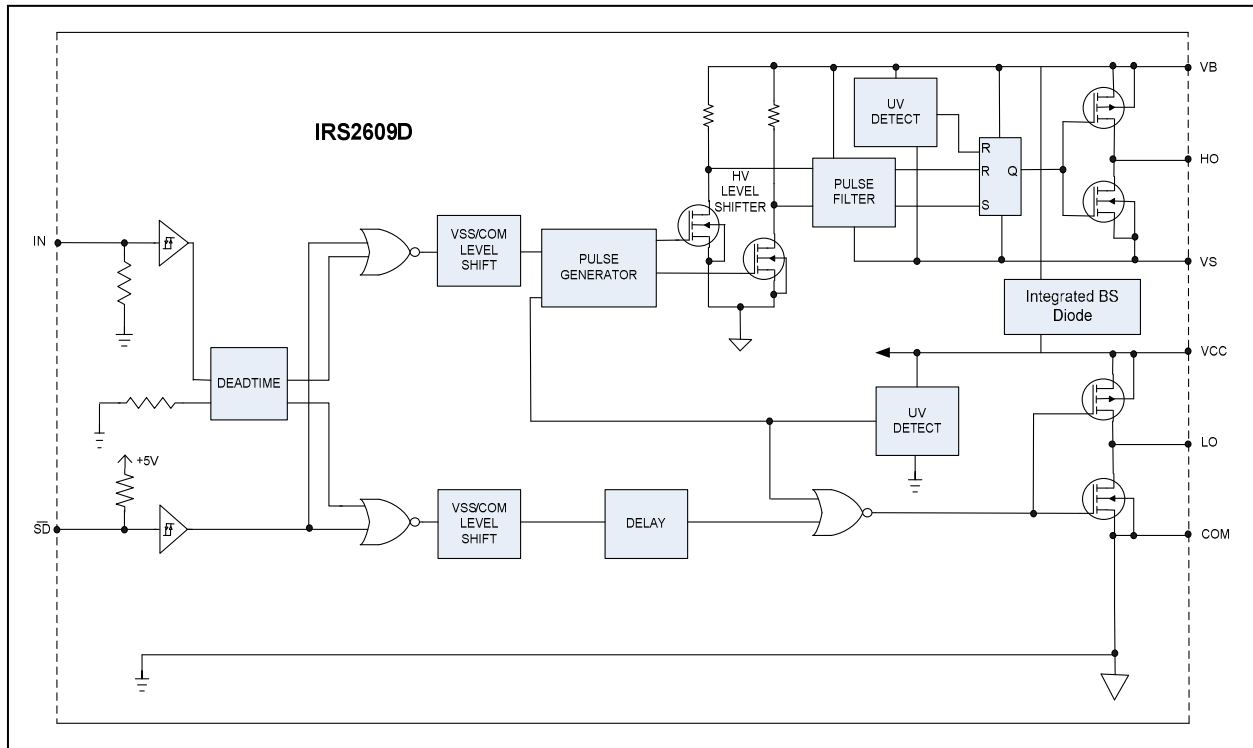 IRS2609D
VB
UV
DETECT
R
R
S
Q
HO
HV
LEVEL
SHIFTER
PULSE
FILTER
IN
VSS/COM
LEVEL
SHIFT
PULSE
GENERATOR
VS
Integrated BS
Diode
VCC
DEADTIME
UV
DETECT
LO
+5V
S̅D̅
VSS/COM
LEVEL
SHIFT
DELAY
COM